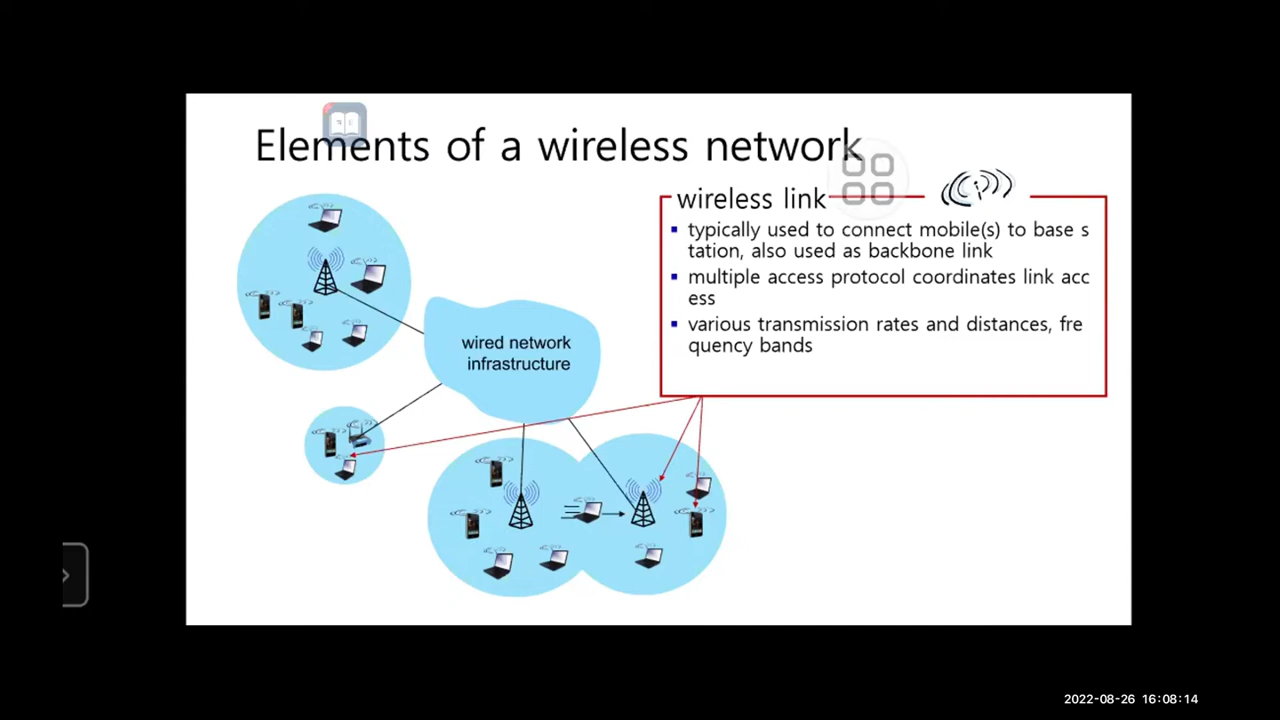 Elements of a wireless network
wireless link
typically used to connect mobile(s) to base s
tation, also used as backbone link
multiple access protocol coordinates link acc
ess
various transmission rates and distances, fre
quency bands
wired network
infrastructure
2022-08-26 16:08:14